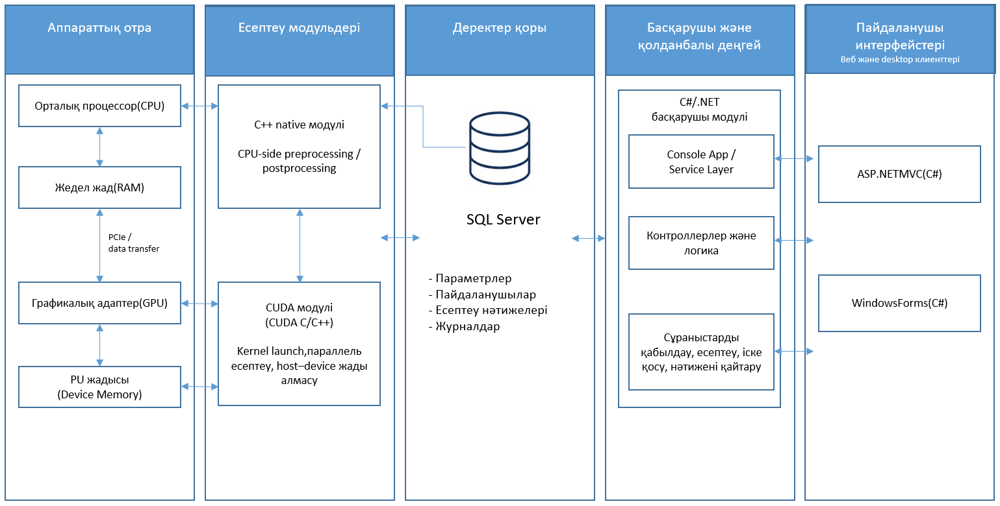 Аппараттық отра
Орталық процессор(CPU)
Жедел жад(RAM)
PCIe /
data transfer
Графикалық адаптер(GPU)
PU жадысы
(Device Memory)
Есептеу модульдері
C++ native модулі
CPU-side preprocessing /
postprocessing
CUDA модулі
(CUDA C/C++)
Kernel launch,параллель
есептеу, host–device жады
алмасу
Деректер қоры
SQL Server
- Параметрлер
- Пайдаланушылар
- Есептеу нәтижелері
- Журналдар
Басқарушы және
қолданбалы деңгей
C#/.NET
басқарушы модулі
Console App /
Service Layer
Контроллерлер және
логика
Сұраныстарды
қабылдау, есептеу, іске
қосу, нәтижені қайтару
Пайдаланушы
интерфейстері
Веб және desktop клиенттері
ASP.NETMVC(C#)
WindowsForms(C#)